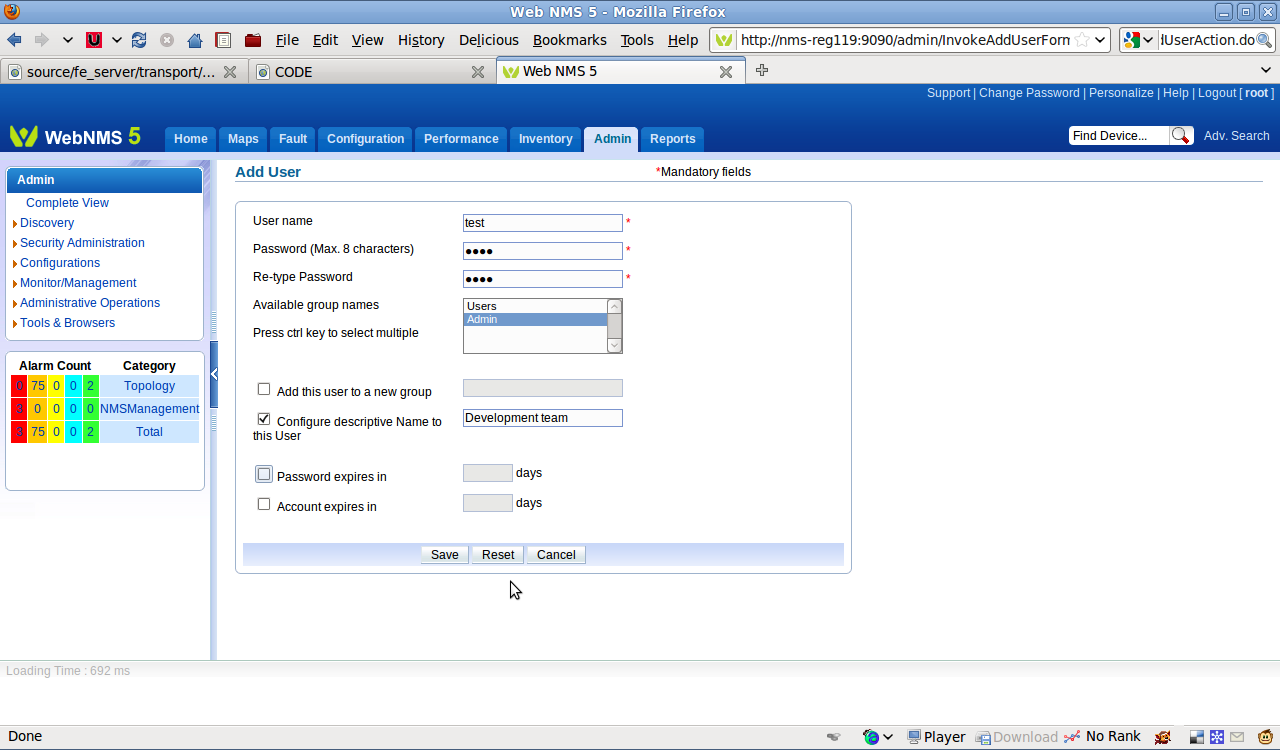 Web NMS 5 - Mozilla Firefox
File Edit View History Delicious Bookmarks Tools Help http://nms-reg119:9090/admin/InvokeAddUserForm lUserAction.do
source/fe_server/transport/... CODE Web NMS 5
Support | Change Password | Personalize | Help | Logout [ root ]
WebNMS 5 Home Maps Fault Configuration Performance Inventory Admin Reports Find Device... Adv. Search
Admin
Complete View
Discovery
Security Administration
Configurations
Monitor/Management
Administrative Operations
Tools & Browsers
Alarm Count Category
0 75 0 0 2 Topology
3 0 0 0 0 NMSManagement
3 75 0 0 2 Total
Add User *Mandatory fields
User name test *
Password (Max. 8 characters) ●●●● *
Re-type Password ●●●● *
Available group names Users
Admin
Press ctrl key to select multiple
Add this user to a new group
Configure descriptive Name to this User Development team
Password expires in days
Account expires in days
Save Reset Cancel
Loading Time : 692 ms
Done Player Download No Rank